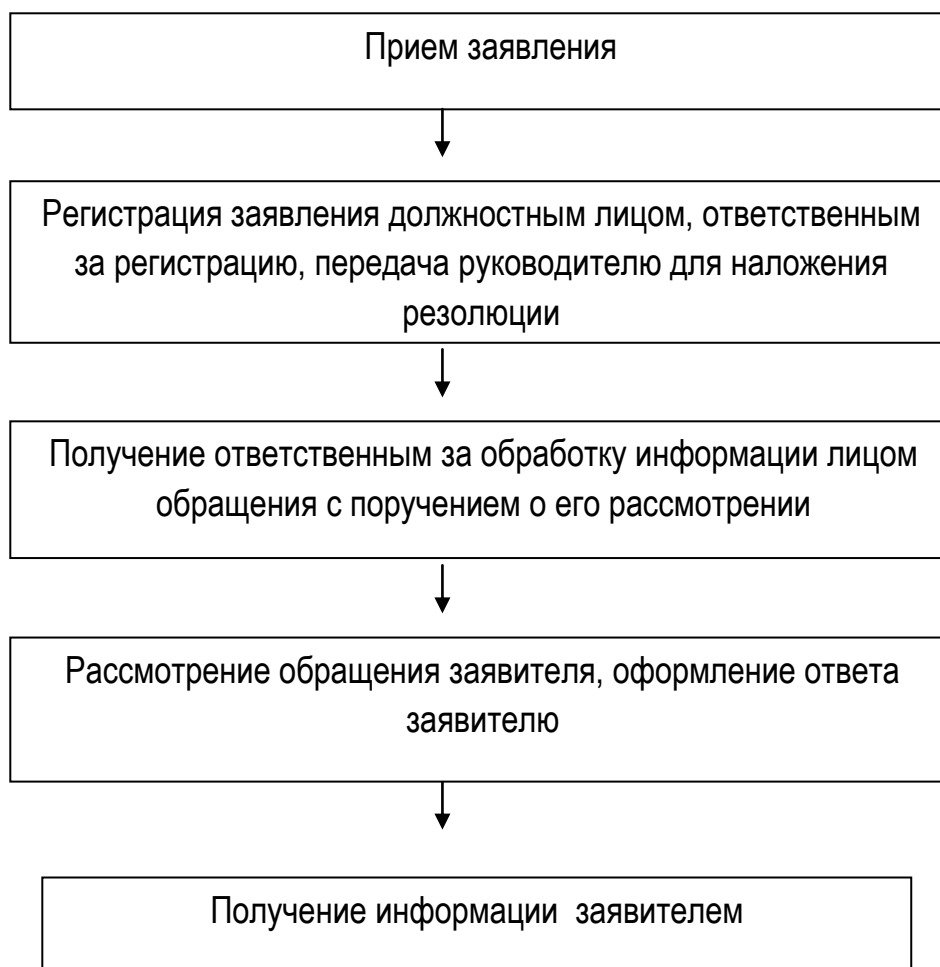 Прием заявления
Регистрация заявления должностным лицом, ответственным
за регистрацию, передача руководителю для наложения
резолюции
Получение ответственным за обработку информации лицом
обращения с поручением о его рассмотрении
Рассмотрение обращения заявителя, оформление ответа
заявителю
Получение информации  заявителем